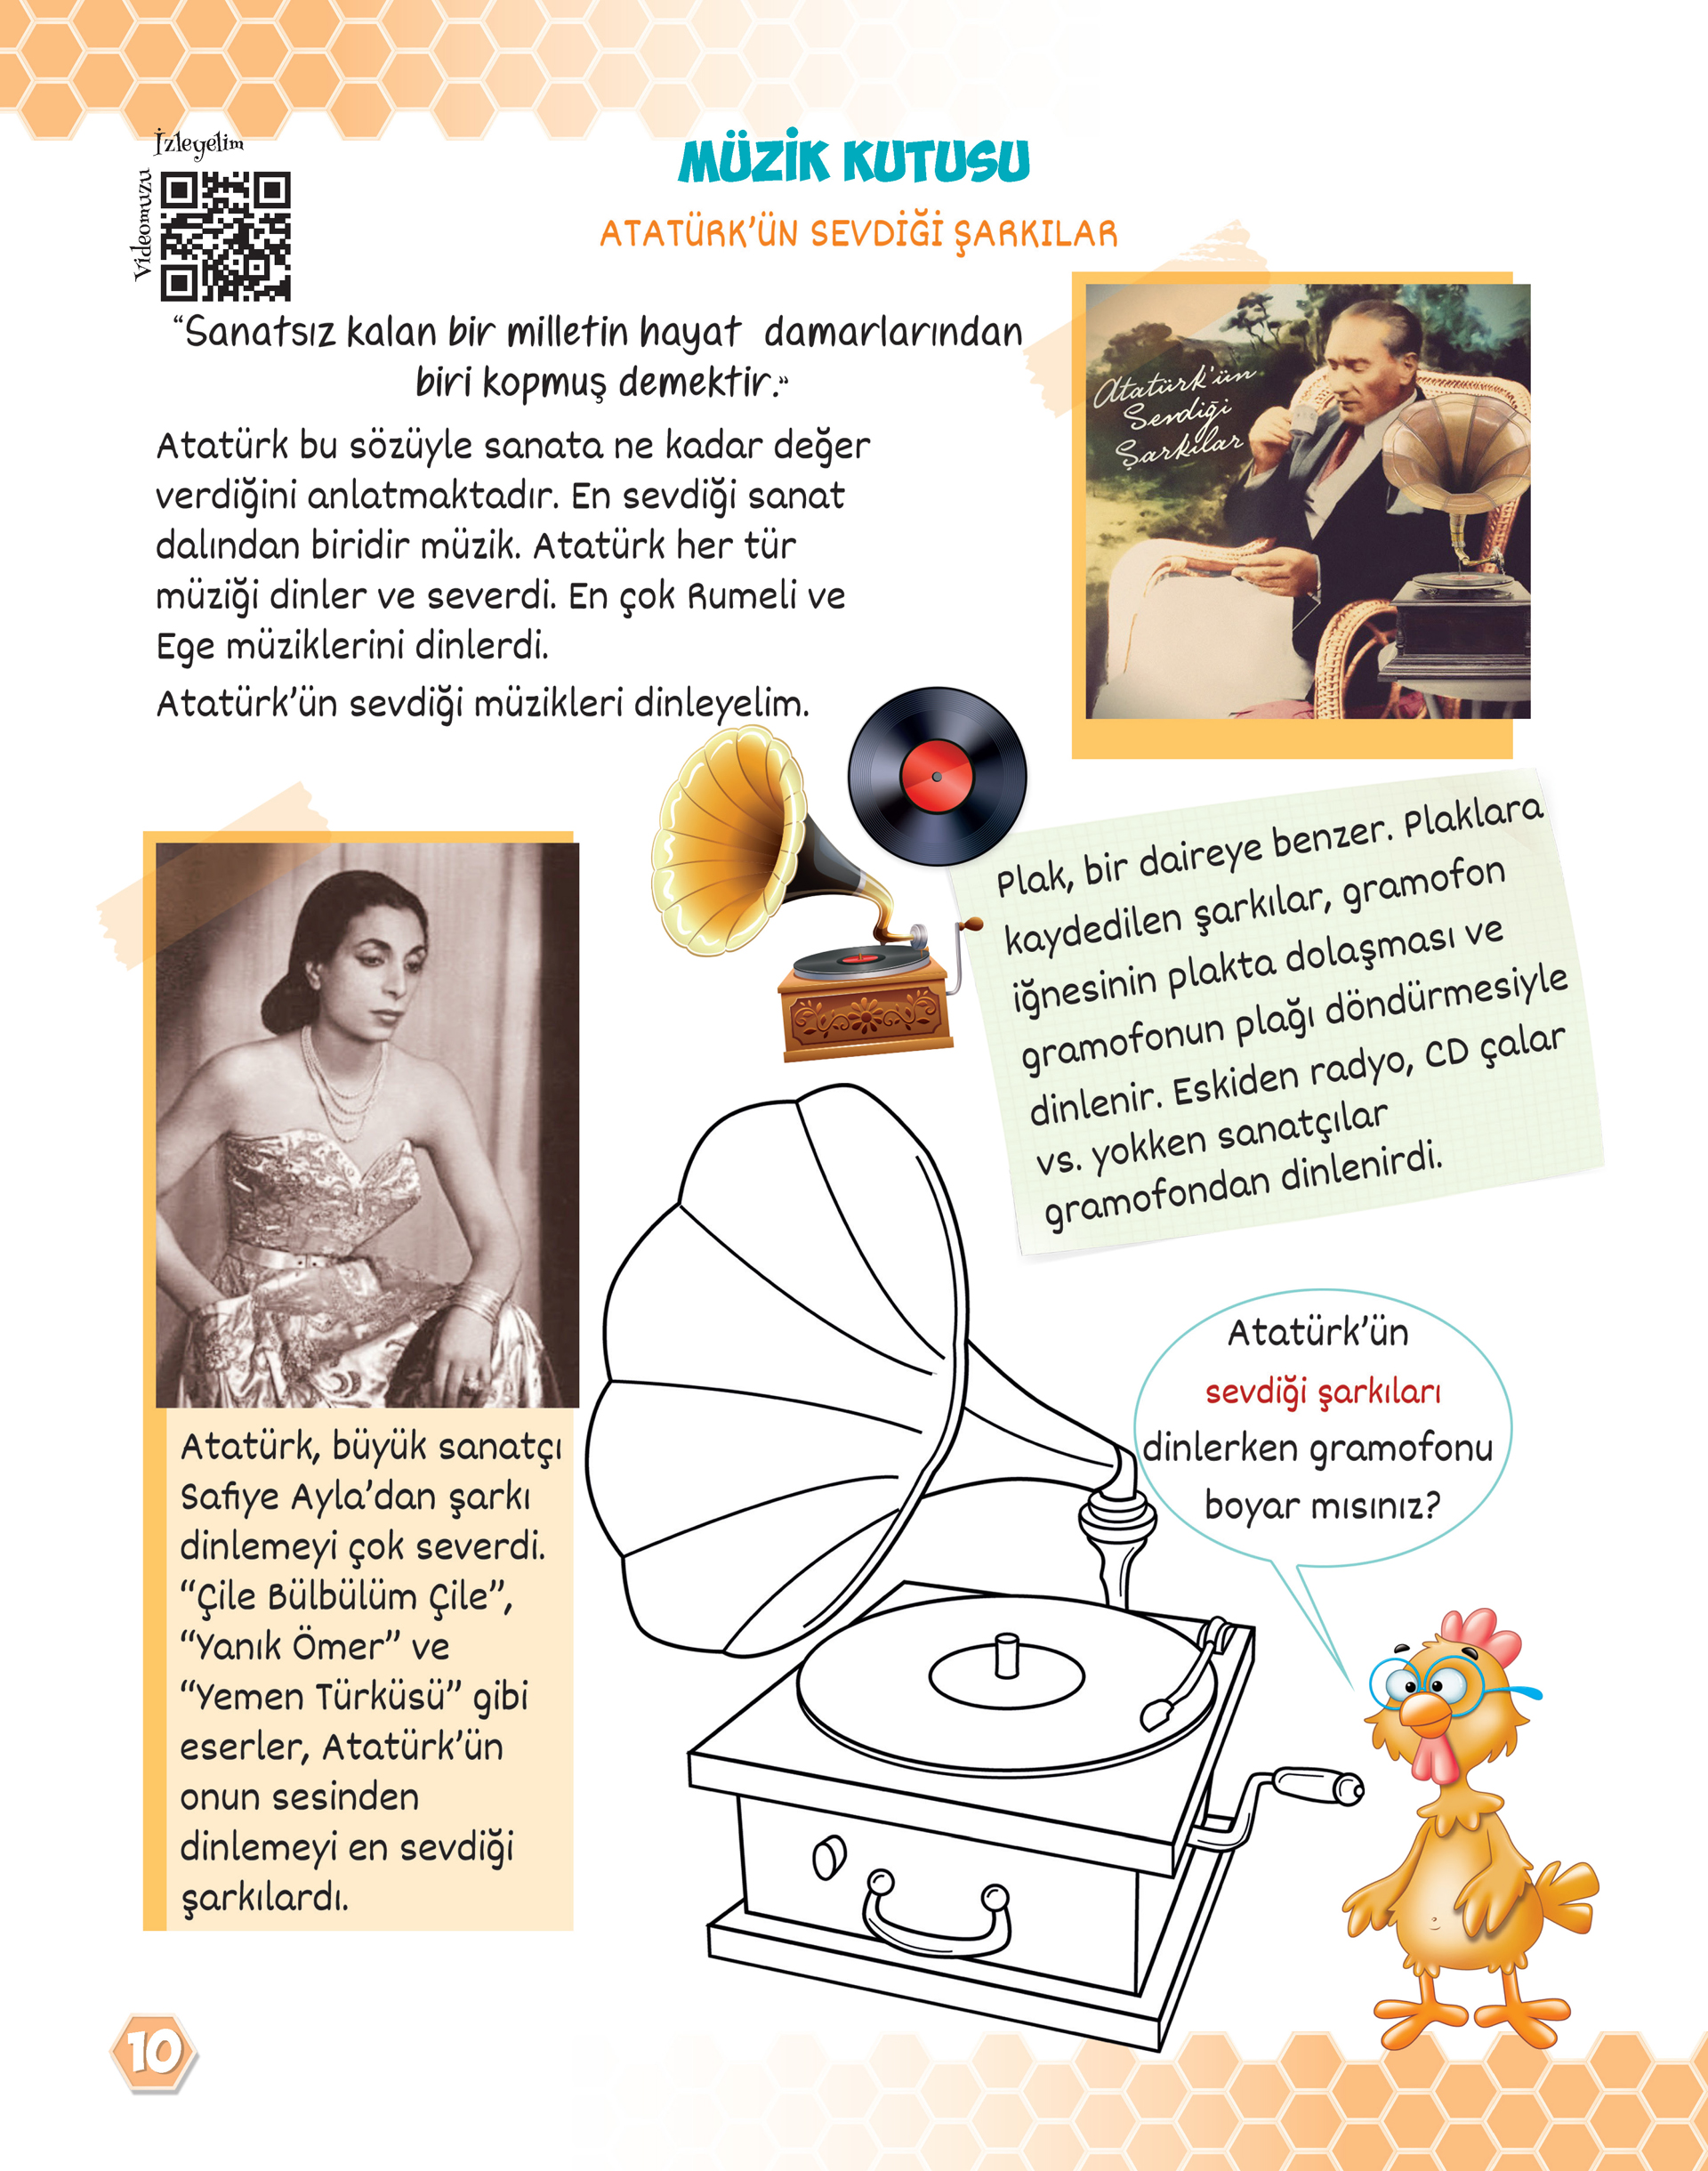 İzleyelim
Videomuzu
MÜZİK KUTUSU
ATATÜRK'ÜN SEVDİĞİ ŞARKILAR
“Sanatsız kalan bir milletin hayat damarlarından
biri kopmuş demektir.”
Atatürk bu sözüyle sanata ne kadar değer
verdiğini anlatmaktadır. En sevdiği sanat
dalından biridir müzik. Atatürk her tür
müziği dinler ve severdi. En çok Rumeli ve
Ege müziklerini dinlerdi.
Atatürk'ün sevdiği müzikleri dinleyelim.
Atatürk'ün
Sevdiği
Şarkılar
Plak, bir daireye benzer. Plaklara
kaydedilen şarkılar, gramofon
iğnesinin plakta dolaşması ve
gramofonun plağı döndürmesiyle
dinlenir. Eskiden radyo, CD çalar
vs. yokken sanatçılar
gramofondan dinlenirdi.
Atatürk, büyük sanatçı
Safiye Ayla'dan şarkı
dinlemeyi çok severdi.
“Çile Bülbülüm Çile”,
“Yanık Ömer” ve
“Yemen Türküsü” gibi
eserler, Atatürk'ün
onun sesinden
dinlemeyi en sevdiği
şarkılardı.
Atatürk'ün
sevdiği şarkıları
dinlerken gramofonu
boyar mısınız?
10